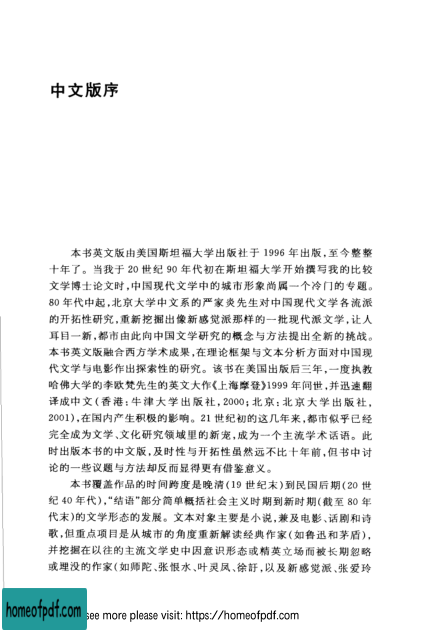 中文版序
本书英文版由美国斯坦福大学出版社于 1996 年出版,至今整整
十年了。当我于 20 世纪 90 年代初在斯坦福大学开始撰写我的比较
文学博士论文时,中国现代文学中的城市形象尚属一个冷门的专题。
80 年代中起,北京大学中文系的严家炎先生对中国现代文学各流派
的开拓性研究,重新挖掘出像新感觉派那样的一批现代派文学,让人
耳目一新,都市由此向中国文学研究的概念与方法提出全新的挑战。
本书英文版融合西方学术成果,在理论框架与文本分析方面对中国现
代文学与电影作出探索性的研究。该书在美国出版后三年,一度执教
哈佛大学的李欧梵先生的英文大作《上海摩登》1999 年问世,并迅速翻
译成中文(香港:牛津大学出版社,2000;北京:北京大学出版社,
2001),在国内产生积极的影响。21 世纪初的这几年来,都市似乎已经
完全成为文学、文化研究领域里的新宠,成为一个主流学术话语。此
时出版本书的中文版,及时性与开拓性虽然远不比十年前,但书中讨
论的一些议题与方法却反而显得更有借鉴意义。
本书覆盖作品的时间跨度是晚清(19 世纪末)到民国后期(20 世
纪 40 年代),“结语”部分简单概括社会主义时期到新时期(截至 80 年
代末)的文学形态的发展。文本对象主要是小说,兼及电影、话剧和诗
歌,但重点项目是从城市的角度重新解读经典作家(如鲁迅和茅盾),
并挖掘在以往的主流文学史中因意识形态或精英立场而被长期忽略
或埋没的作家(如师陀、张恨水、叶灵凤、徐訏,以及新感觉派、张爱玲
homeofpdf.com
see more please visit: https://homeofpdf.com